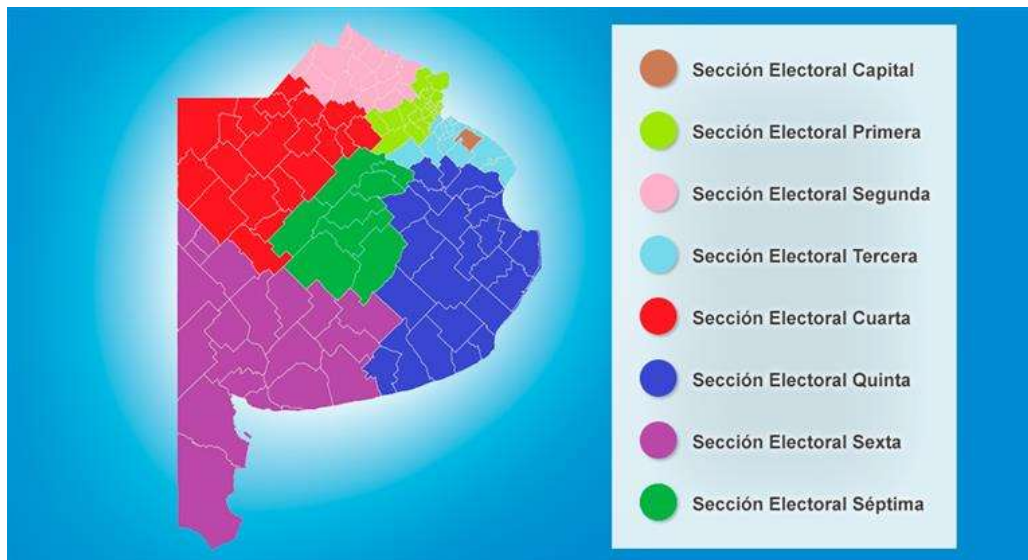 Sección Electoral Capital
Sección Electoral Primera
Sección Electoral Segunda
Sección Electoral Tercera
Sección Electoral Cuarta
Sección Electoral Quinta
Sección Electoral Sexta
Sección Electoral Séptima